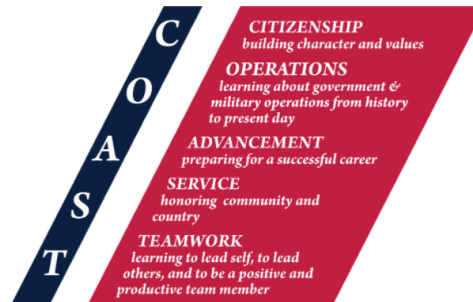 C
CITIZENSHIP
building character and values
O
OPERATIONS
learning about government &
military operations from history
to present day
A
ADVANCEMENT
preparing for a successful career
S
SERVICE
honoring community and
country
T
TEAMWORK
learning to lead self, to lead
others, and to be a positive and
productive team member